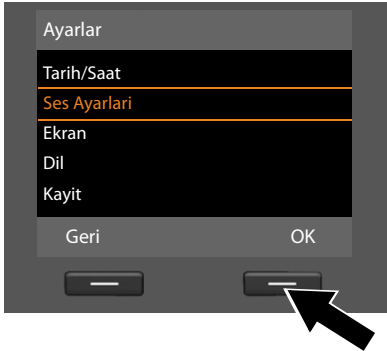 Ayarlar
Tarih/Saat
Ses Ayarlari
Ekran
Dil
Kayit
Geri OK